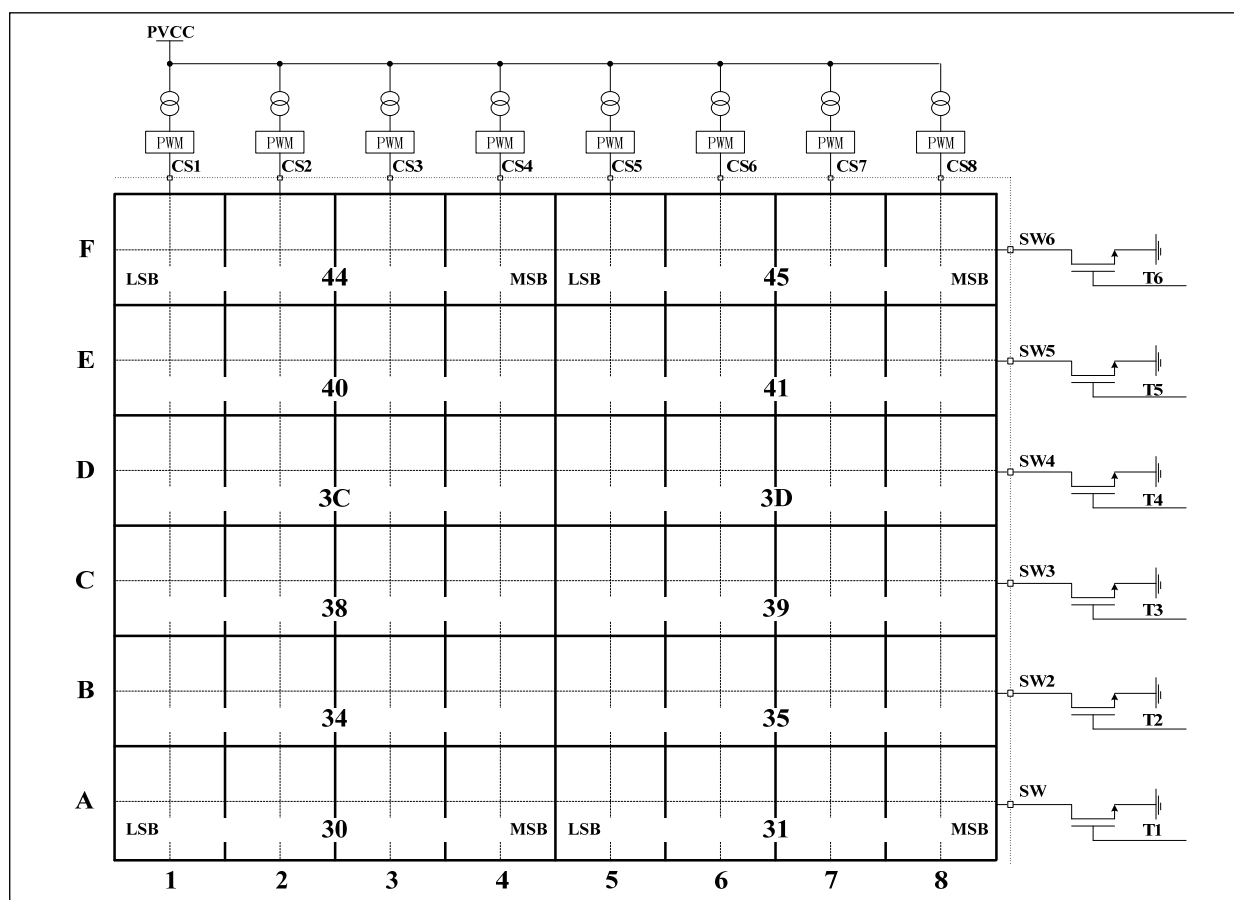 PVCC
PWM PWM PWM PWM PWM PWM PWM PWM
CS1 CS2 CS3 CS4 CS5 CS6 CS7 CS8
F SW6
LSB 44 MSB LSB 45 MSB T6
E SW5
40 41 T5
D SW4
3C 3D T4
C SW3
38 39 T3
B SW2
34 35 T2
A SW
LSB 30 MSB LSB 31 MSB T1
1 2 3 4 5 6 7 8